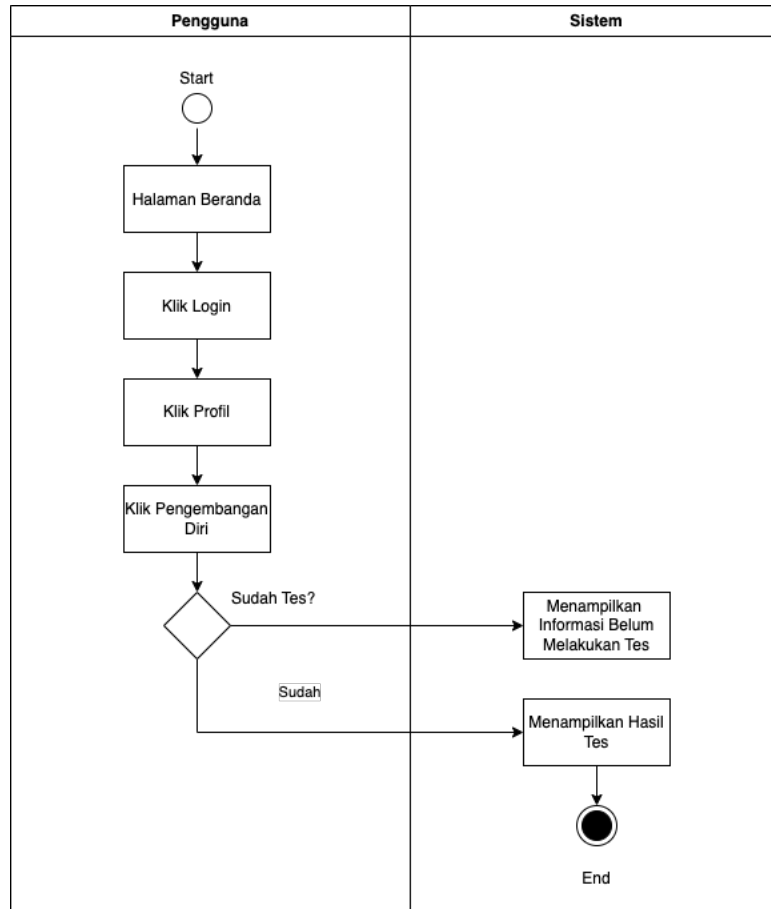 Pengguna
Sistem
Start
Halaman Beranda
Klik Login
Klik Profil
Klik Pengembangan
Diri
Sudah Tes?
Menampilkan
Informasi Belum
Melakukan Tes
Sudah
Menampilkan Hasil
Tes
End